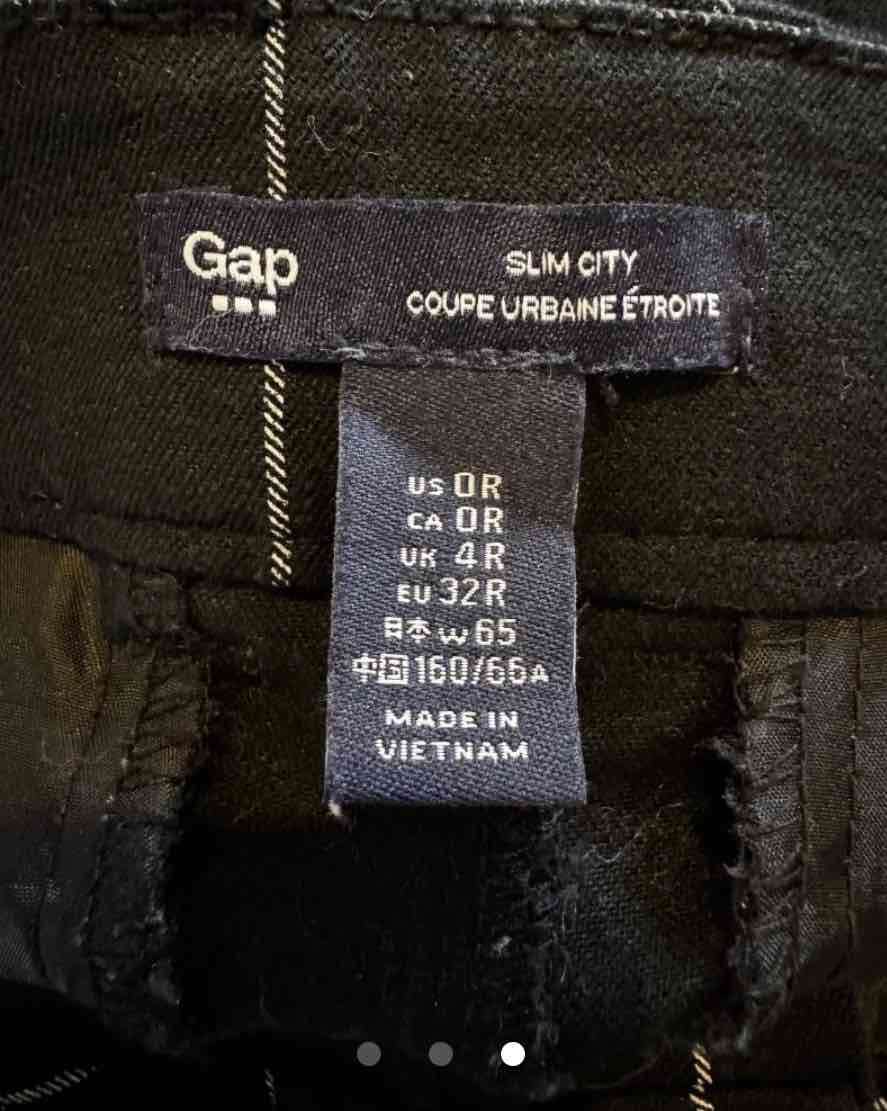 Gap
SLIM CITY
COUPE URBAINE ÉTROITE
US 0R
CA 0R
UK 4R
EU 32R
日本 W 65
中国 160/66A
MADE IN
VIETNAM